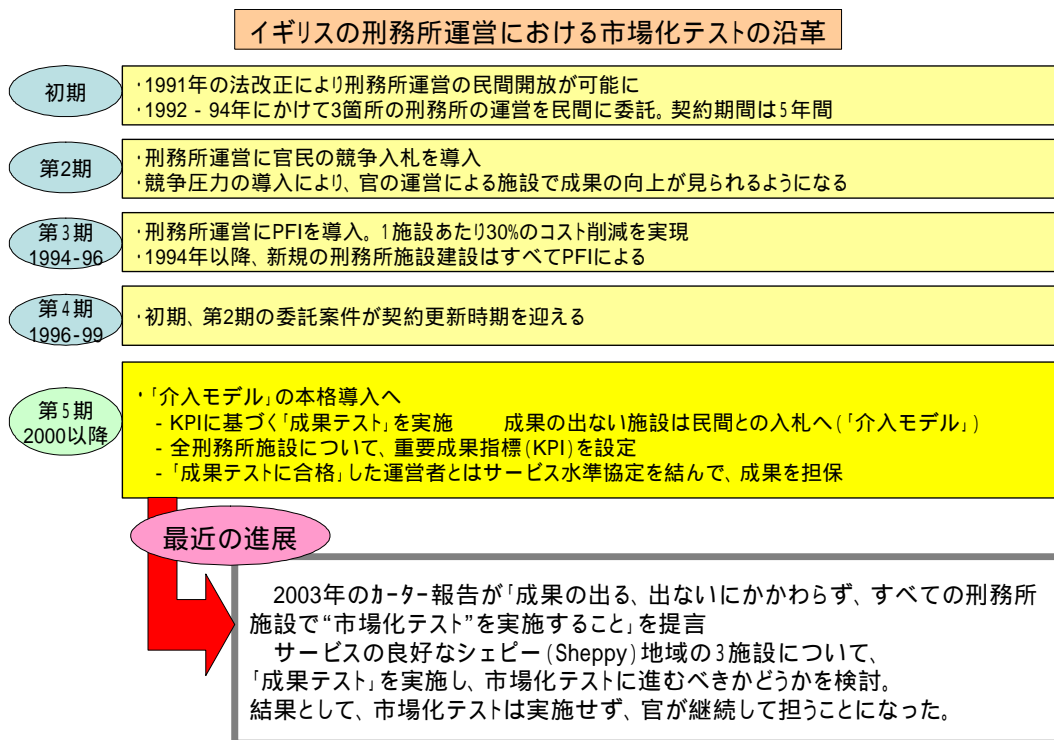 イギリスの刑務所運営における市場化テストの沿革
初期
・1991年の法改正により刑務所運営の民間開放が可能に
・1992 - 94年にかけて3箇所の刑務所の運営を民間に委託。契約期間は5年間
第2期
・刑務所運営に官民の競争入札を導入
・競争圧力の導入により、官の運営による施設で成果の向上が見られるようになる
第3期
1994-96
・刑務所運営にPFIを導入。1施設あたり30%のコスト削減を実現
・1994年以降、新規の刑務所施設建設はすべてPFIによる
第4期
1996-99
・初期、第2期の委託案件が契約更新時期を迎える
第5期
2000以降
・「介入モデル」の本格導入へ
- KPIに基づく「成果テスト」を実施　　成果の出ない施設は民間との入札へ(「介入モデル」)
- 全刑務所施設について、重要成果指標(KPI)を設定
- 「成果テストに合格」した運営者とはサービス水準協定を結んで、成果を担保
最近の進展
2003年のカーター報告が「成果の出る、出ないにかかわらず、すべての刑務所
施設で“市場化テスト”を実施すること」を提言
サービスの良好なシェピー(Sheppy)地域の3施設について、
「成果テスト」を実施し、市場化テストに進むべきかどうかを検討。
結果として、市場化テストは実施せず、官が継続して担うことになった。